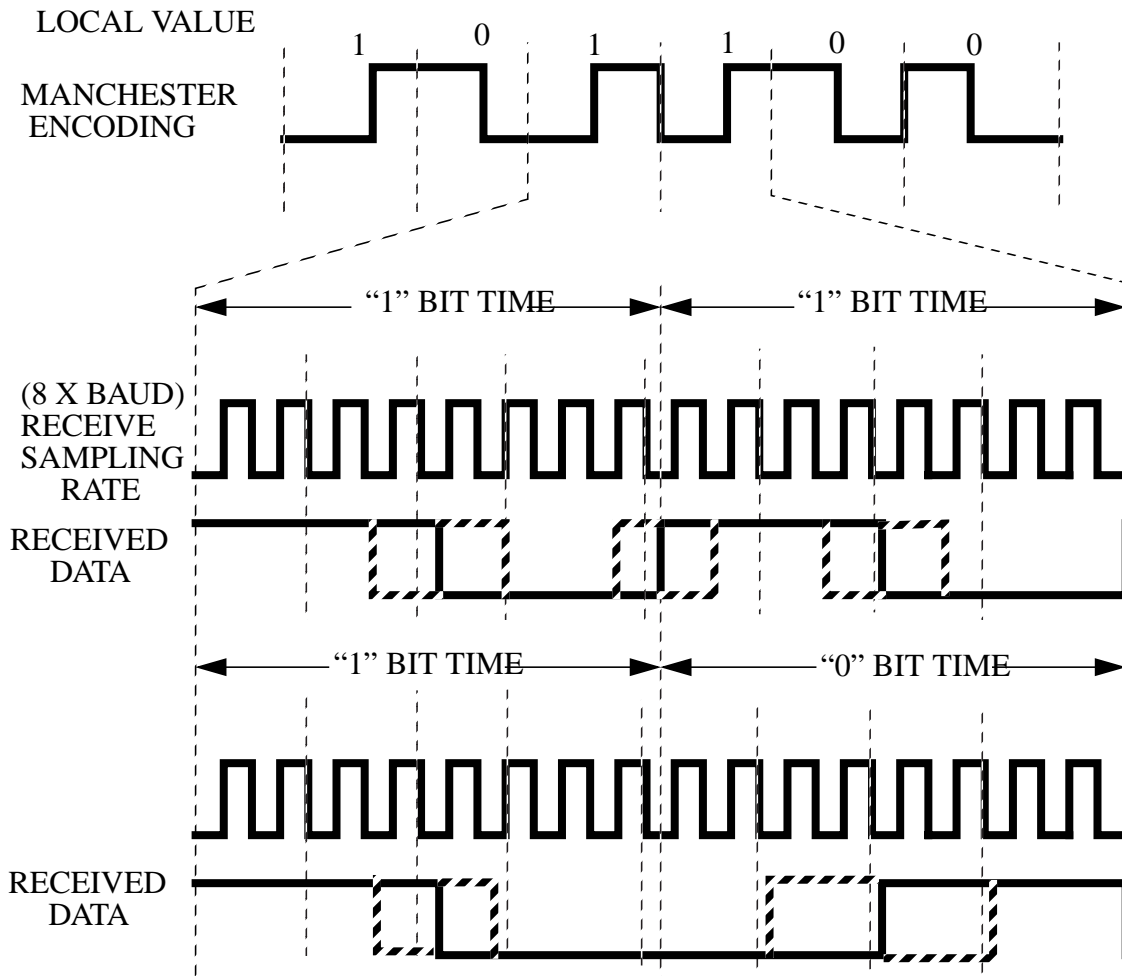 LOCAL VALUE
1 0 1 1 0 0
MANCHESTER
ENCODING
“1” BIT TIME “1” BIT TIME
(8 X BAUD)
RECEIVE
SAMPLING
RATE
RECEIVED
DATA
“1” BIT TIME “0” BIT TIME
RECEIVED
DATA